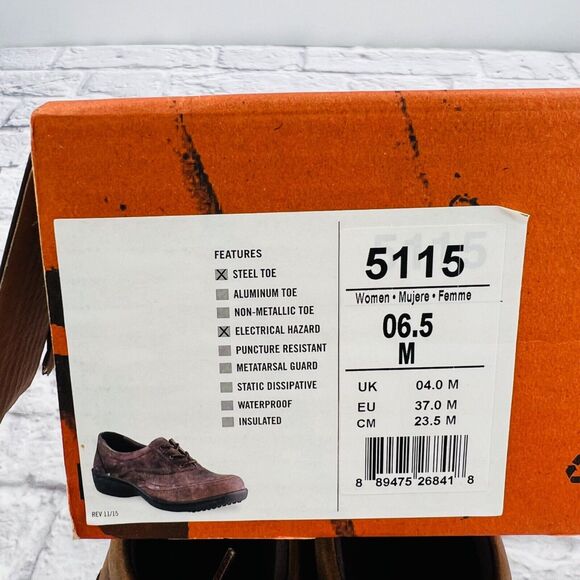 FEATURES
STEEL TOE
ALUMINUM TOE
NON-METALLIC TOE
ELECTRICAL HAZARD
PUNCTURE RESISTANT
METATARSAL GUARD
STATIC DISSIPATIVE
WATERPROOF
INSULATED
REV 11/15
5115
Women • Mujere • Femme
06.5
M
UK 04.0 M
EU 37.0 M
CM 23.5 M
8 89475 26841 8